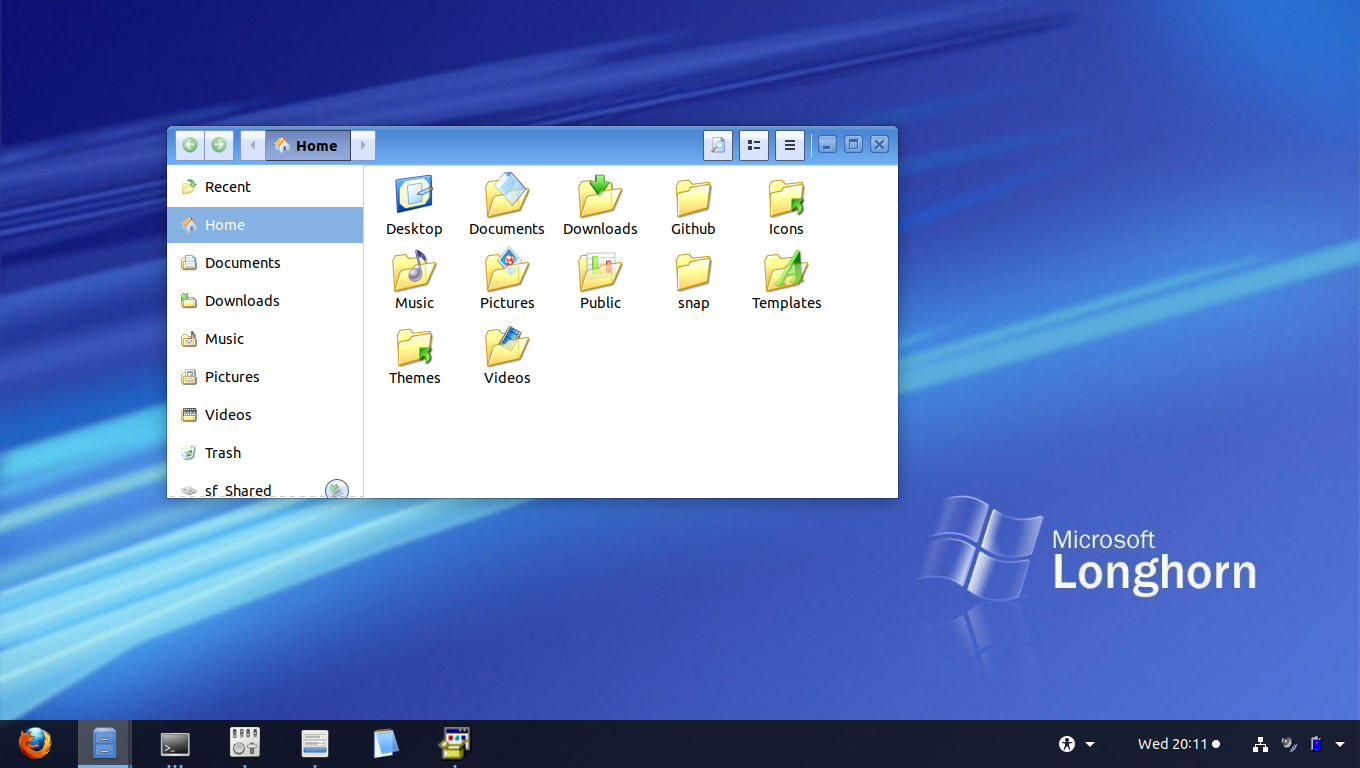 Home
Recent
Home
Documents
Downloads
Music
Pictures
Videos
Trash
sf_Shared
Desktop
Documents
Downloads
Github
Icons
Music
Pictures
Public
snap
Templates
Themes
Videos
Microsoft
Longhorn
Wed 20:11